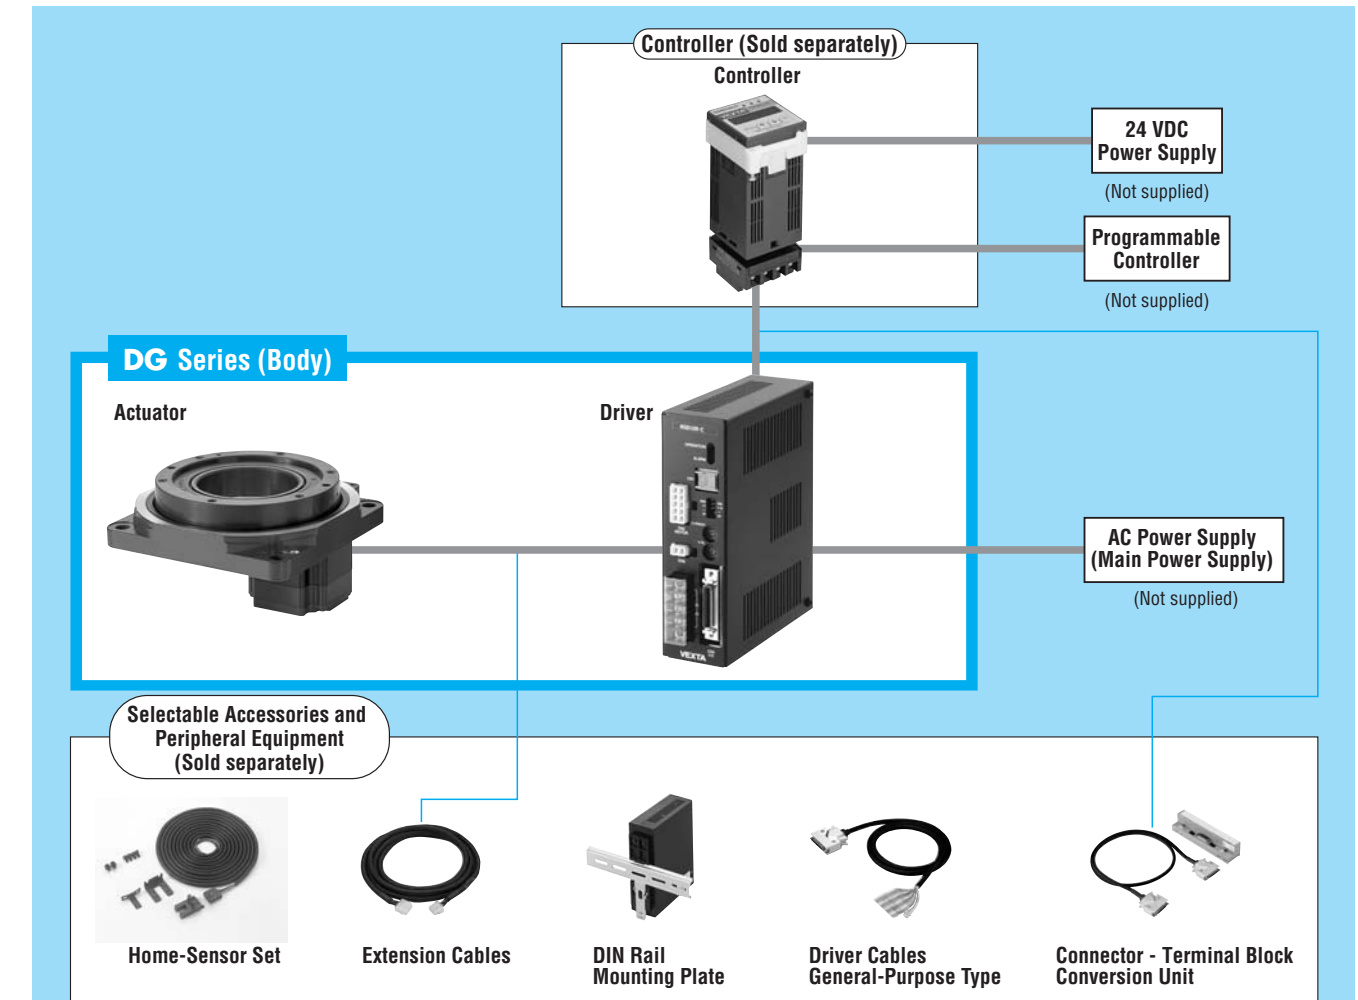 Controller (Sold separately)
Controller
24 VDC
Power Supply
(Not supplied)
Programmable
Controller
(Not supplied)
DG Series (Body)
Actuator
Driver
VEXTA
AC Power Supply
(Main Power Supply)
(Not supplied)
Selectable Accessories and
Peripheral Equipment
(Sold separately)
Home-Sensor Set
Extension Cables
DIN Rail
Mounting Plate
Driver Cables
General-Purpose Type
Connector - Terminal Block
Conversion Unit